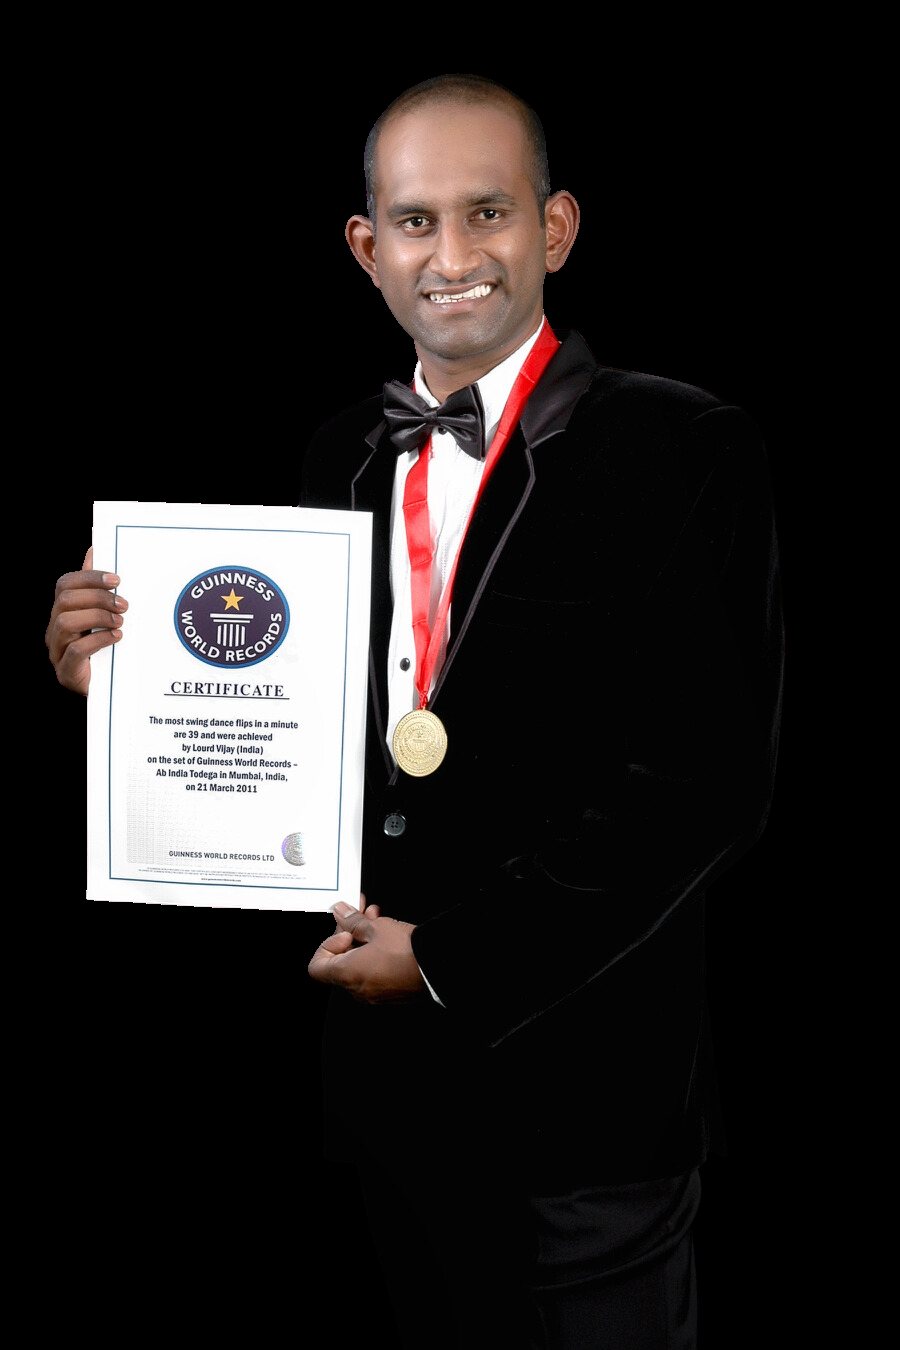 GUINNESS
WORLD RECORDS
CERTIFICATE
The most swing dance flips in a minute
are 39 and were achieved
by Lourd Vijay (India)
on the set of Guinness World Records –
Ab India Todega in Mumbai, India,
on 21 March 2011
GUINNESS WORLD RECORDS LTD